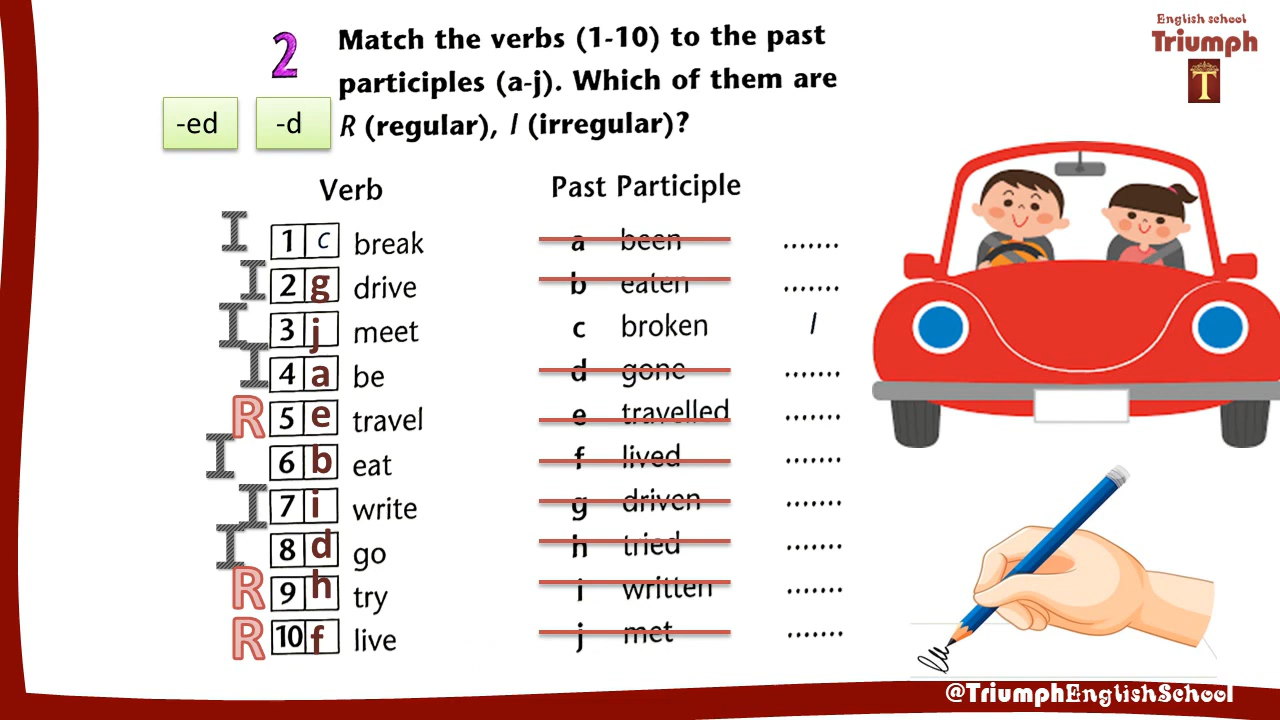 English school
Triumph
T
2
Match the verbs (1-10) to the past
participles (a-j). Which of them are
R (regular), I (irregular)?
-ed -d
Verb Past Participle
I 1 c break a been .......
I 2 g drive b eaten .......
I 3 j meet c broken I
I 4 a be d gone .......
R 5 e travel e travelled .......
I 6 b eat f lived .......
I 7 i write g driven .......
I 8 d go h tried .......
R 9 h try i written .......
R 10 f live j met .......
@TriumphEnglishSchool